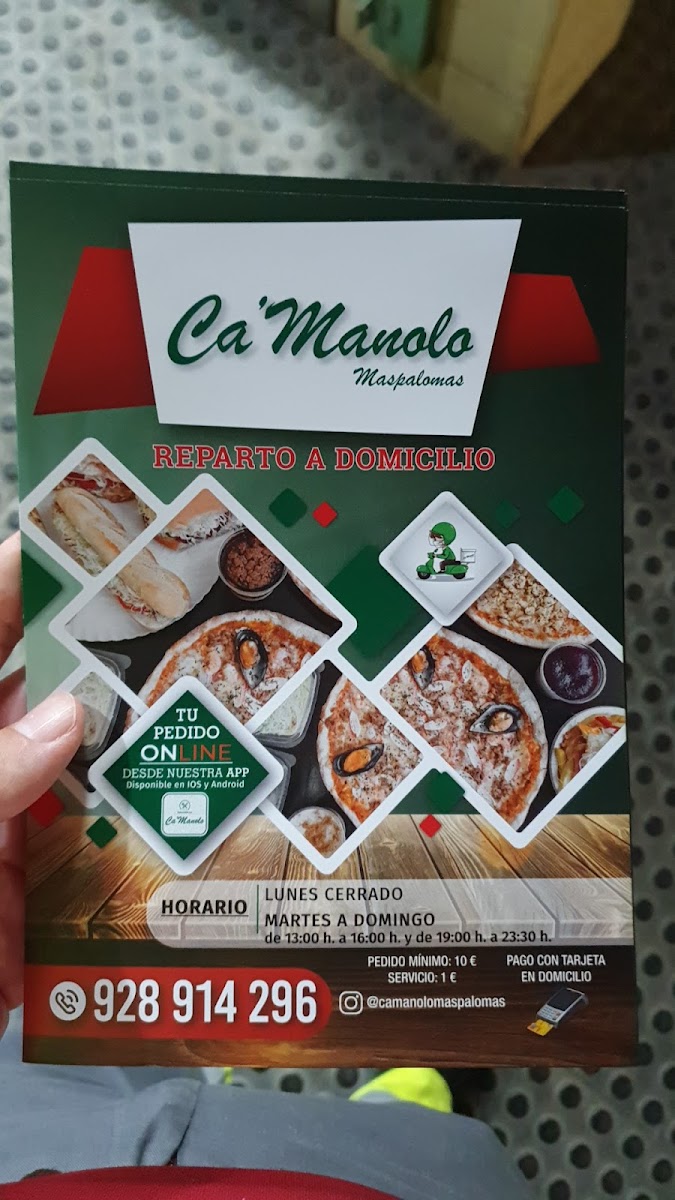 Ca'Manolo
Maspalomas
REPARTO A DOMICILIO
TU
PEDIDO
ONLINE
DESDE NUESTRA APP
Disponible en IOS y Android
Ca'Manolo
HORARIO
LUNES CERRADO
MARTES A DOMINGO
de 13:00 h. a 16:00 h. y de 19:00 h. a 23:30 h.
PEDIDO MÍNIMO: 10 €
SERVICIO: 1 €
PAGO CON TARJETA
EN DOMICILIO
928 914 296
@camanolomaspalomas